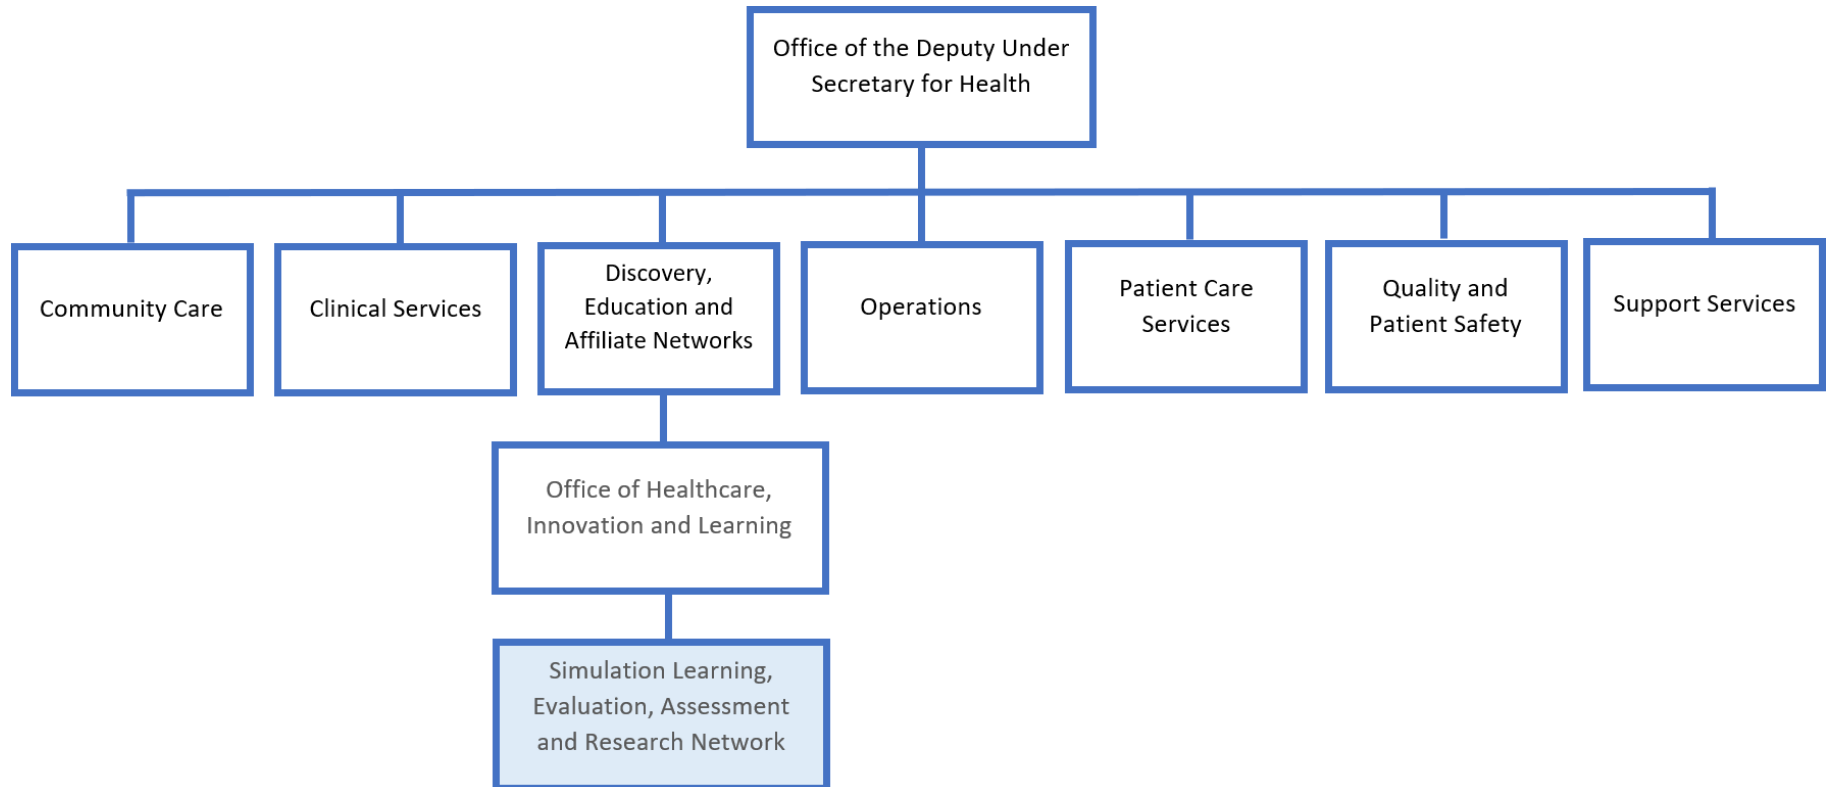 Office of the Deputy Under
Secretary for Health
Community Care
Clinical Services
Discovery,
Education and
Affiliate Networks
Operations
Patient Care
Services
Quality and
Patient Safety
Support Services
Office of Healthcare,
Innovation and Learning
Simulation Learning,
Evaluation, Assessment
and Research Network